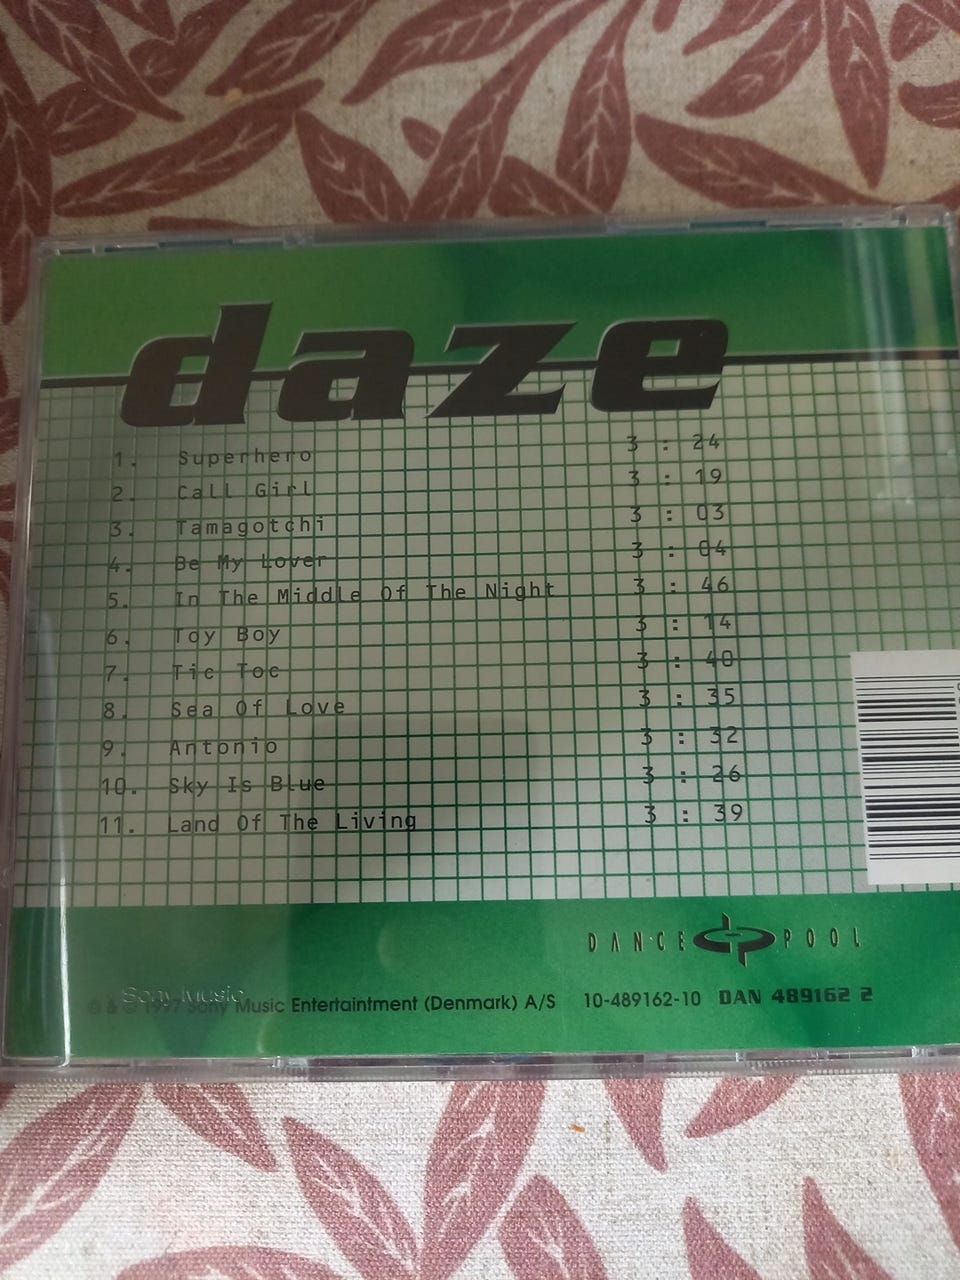 daze
1. Superhero 3 : 24
2. Call Girl 3 : 19
3. Tamagotchi 3 : 03
4. Be My Lover 3 : 04
5. In The Middle Of The Night 3 : 46
6. Toy Boy 3 : 14
7. Tic Toc 3 : 40
8. Sea Of Love 3 : 35
9. Antonio 3 : 32
10. Sky Is Blue 3 : 26
11. Land Of The Living 3 : 39
DANCE dp POOL
Sony Music
℗ & © 1997 Sony Music Entertaintment (Denmark) A/S 10-489162-10 DAN 489162 2